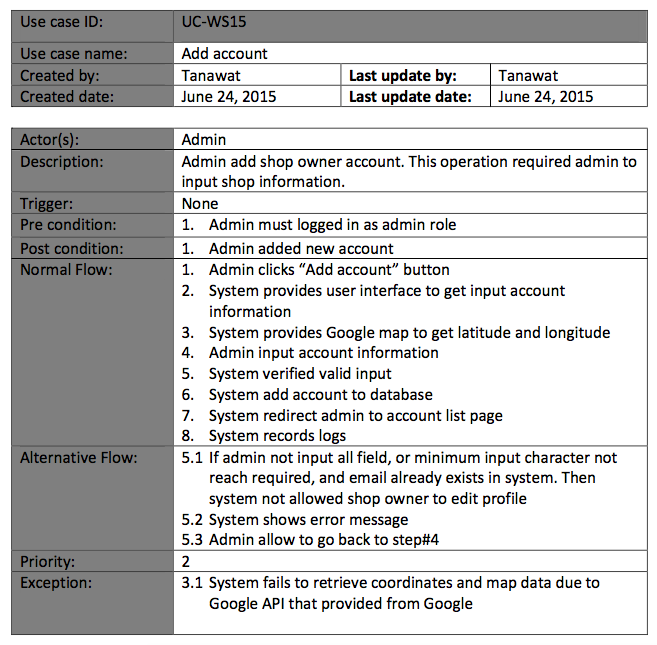 Use case ID: UC-WS15
Use case name: Add account
Created by: Tanawat Last update by: Tanawat
Created date: June 24, 2015 Last update date: June 24, 2015
Actor(s): Admin
Description: Admin add shop owner account. This operation required admin to
input shop information.
Trigger: None
Pre condition: 1. Admin must logged in as admin role
Post condition: 1. Admin added new account
Normal Flow: 1. Admin clicks “Add account” button
2. System provides user interface to get input account
information
3. System provides Google map to get latitude and longitude
4. Admin input account information
5. System verified valid input
6. System add account to database
7. System redirect admin to account list page
8. System records logs
Alternative Flow: 5.1 If admin not input all field, or minimum input character not
reach required, and email already exists in system. Then
system not allowed shop owner to edit profile
5.2 System shows error message
5.3 Admin allow to go back to step#4
Priority: 2
Exception: 3.1 System fails to retrieve coordinates and map data due to
Google API that provided from Google